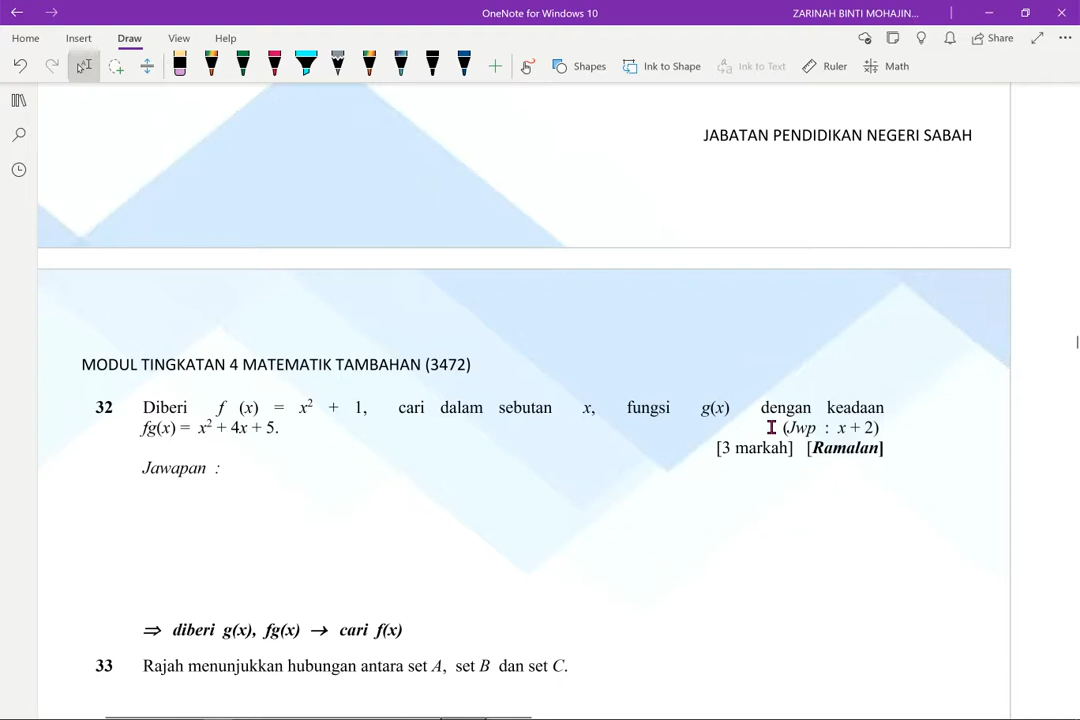 OneNote for Windows 10
ZARINAH BINTI MOHAJIN...
Home Insert Draw View Help
Share
Shapes Ink to Shape Ink to Text Ruler Math
JABATAN PENDIDIKAN NEGERI SABAH
MODUL TINGKATAN 4 MATEMATIK TAMBAHAN (3472)
32 Diberi f (x) = x² + 1, cari dalam sebutan x, fungsi g(x) dengan keadaan
fg(x) = x² + 4x + 5. (Jwp : x + 2)
[3 markah] [Ramalan]
Jawapan :
⇒ diberi g(x), fg(x) → cari f(x)
33 Rajah menunjukkan hubungan antara set A, set B dan set C.